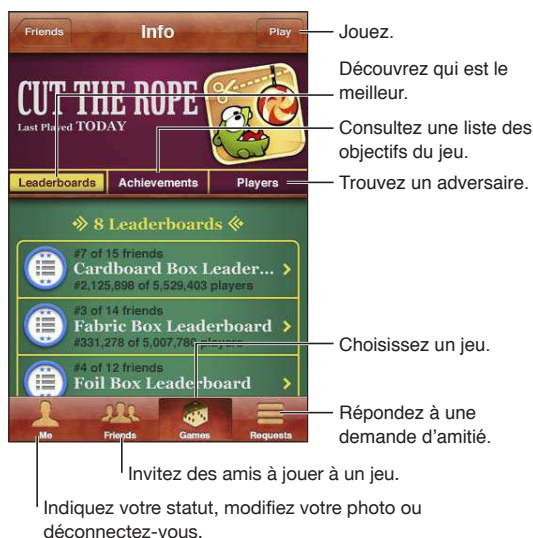 Friends
Info
Play
Jouez.
Découvrez qui est le
meilleur.
CUT THE ROPE
Last Played TODAY
Consultez une liste des
objectifs du jeu.
Leaderboards
Achievements
Players
Trouvez un adversaire.
8 Leaderboards
#7 of 15 friends
Cardboard Box Leader...
#2,125,898 of 5,529,403 players
#3 of 14 friends
Fabric Box Leaderboard
#331,278 of 5,007,780 players
Choisissez un jeu.
#4 of 12 friends
Foil Box Leaderboard
Me
Friends
Games
Requests
Répondez à une
demande d'amitié.
Invitez des amis à jouer à un jeu.
Indiquez votre statut, modifiez votre photo ou
déconnectez-vous.